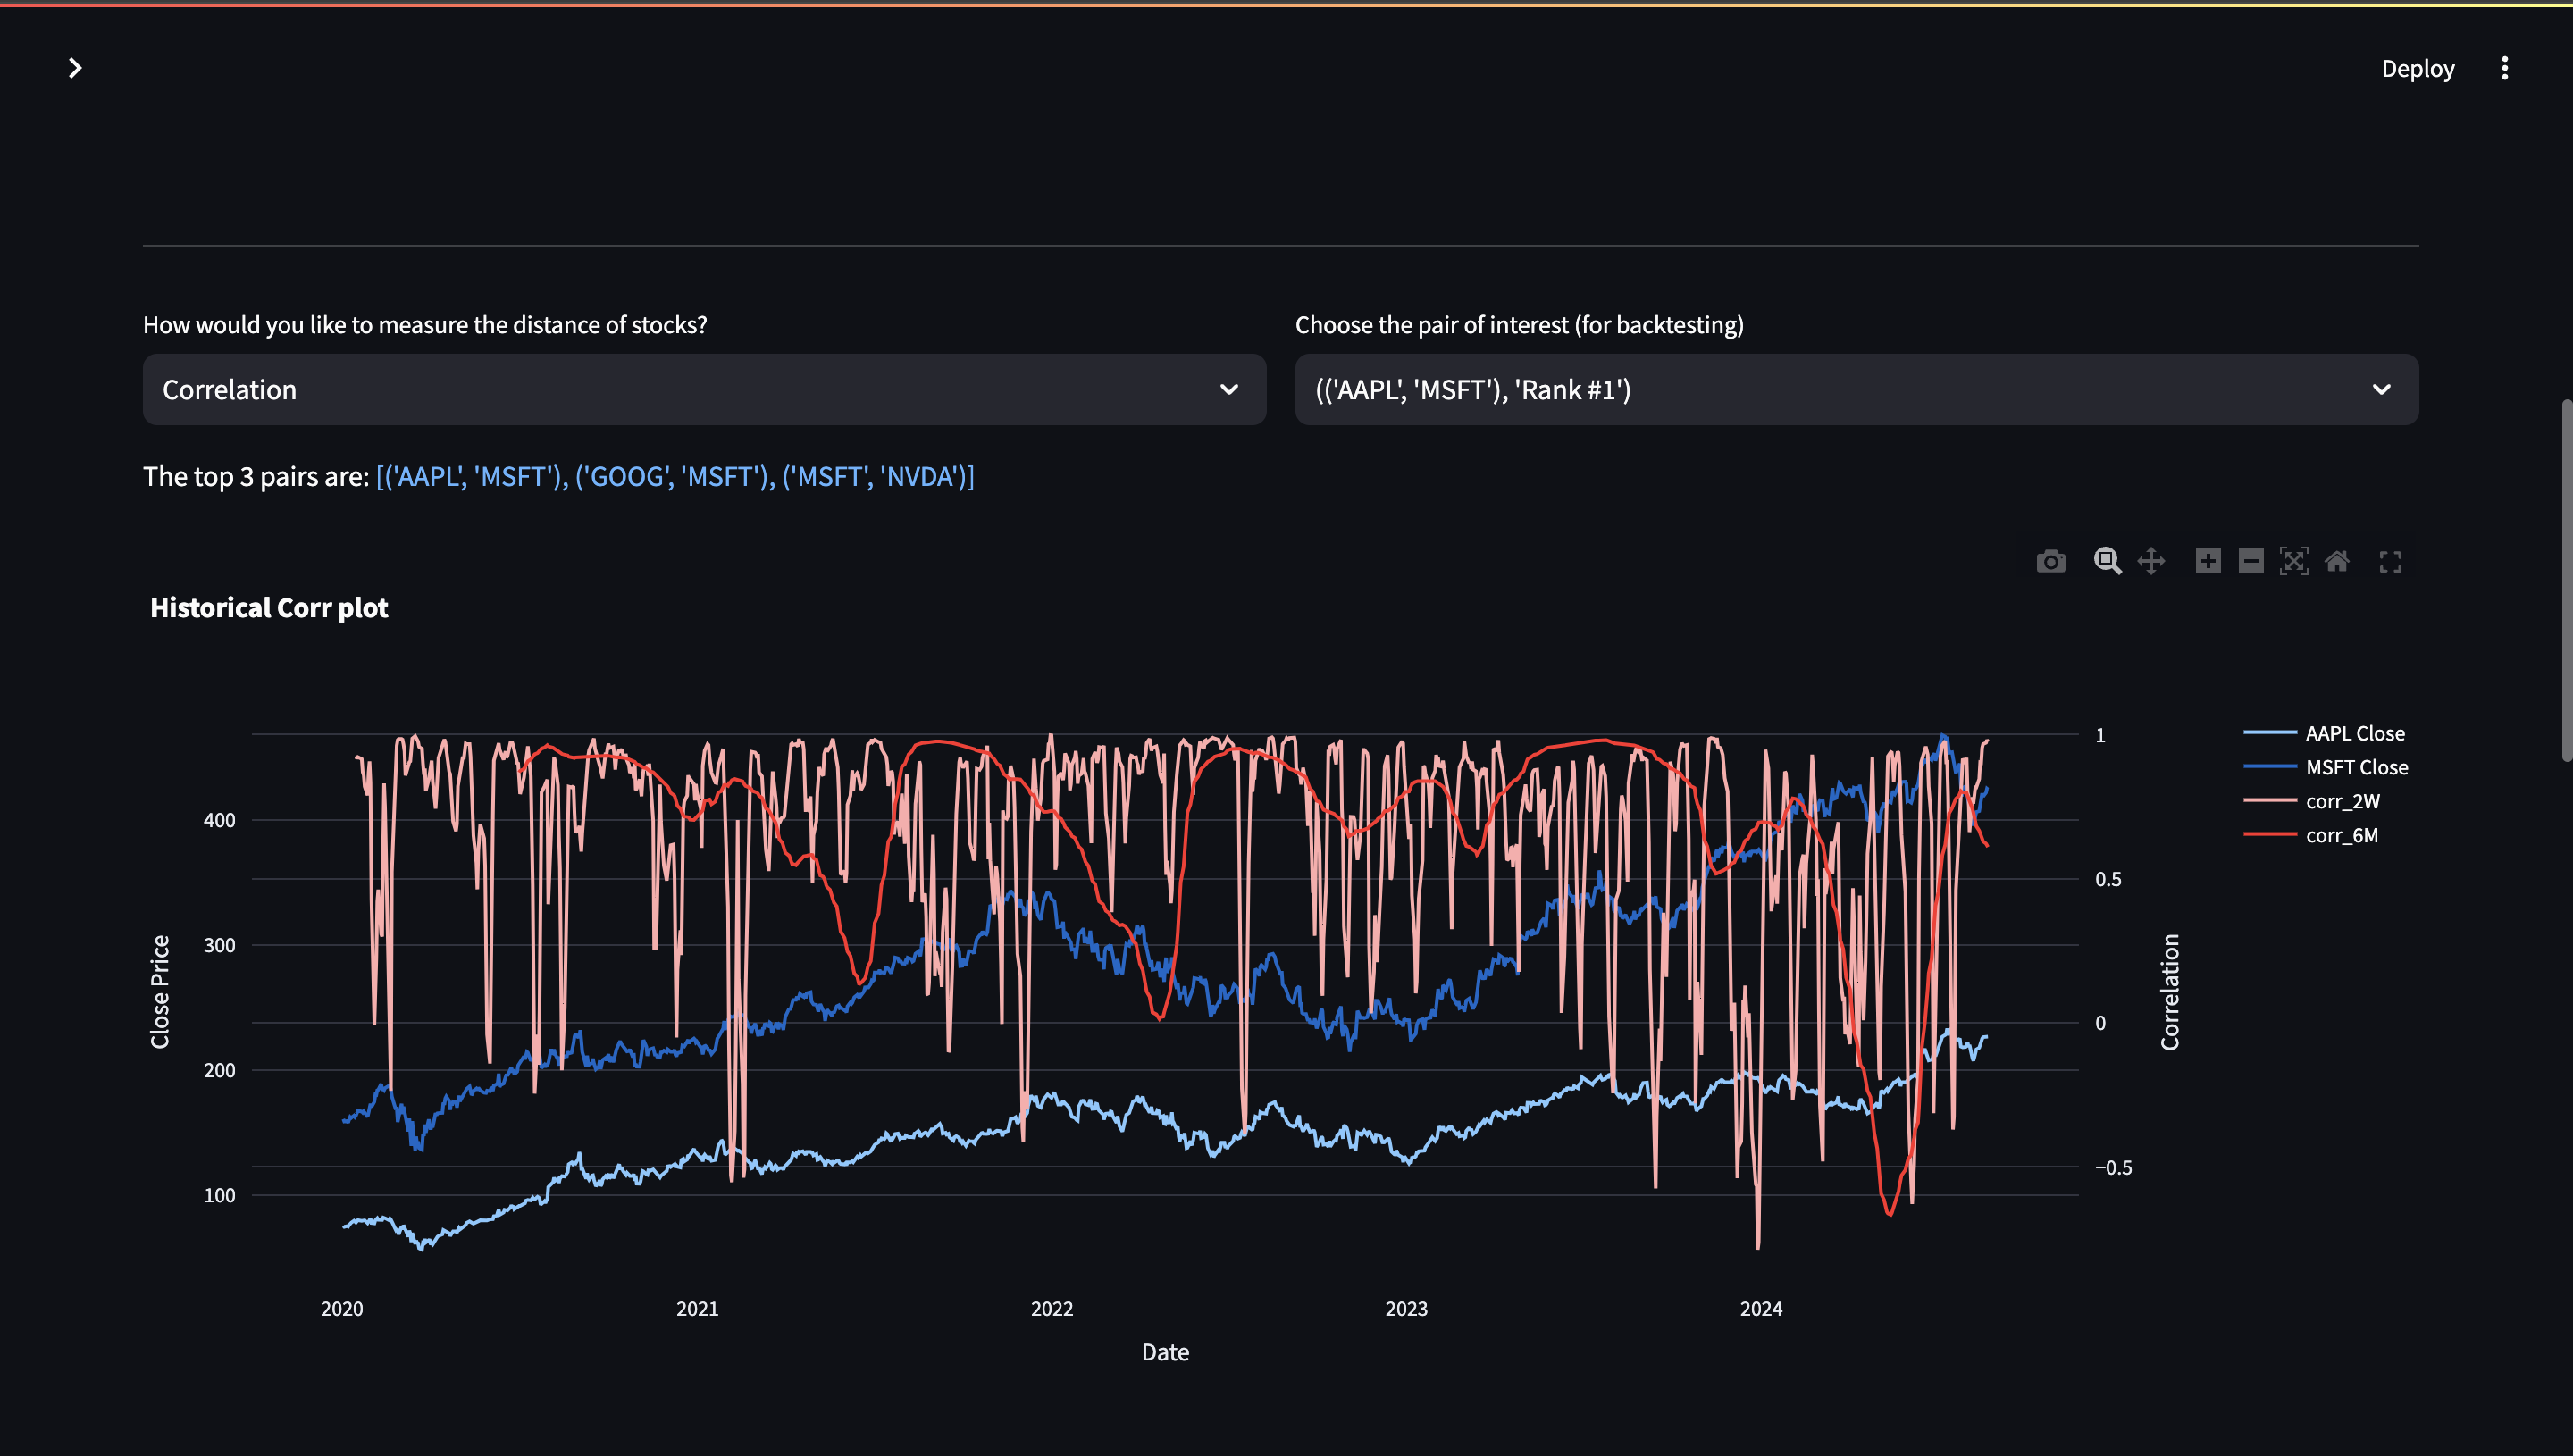 Deploy
How would you like to measure the distance of stocks?
Choose the pair of interest (for backtesting)
Correlation
(('AAPL', 'MSFT'), 'Rank #1')
The top 3 pairs are: [('AAPL', 'MSFT'), ('GOOG', 'MSFT'), ('MSFT', 'NVDA')]
Historical Corr plot
AAPL Close
MSFT Close
corr_2W
corr_6M
Close Price
400
300
200
100
1
0.5
0
−0.5
Correlation
2020
2021
2022
2023
2024
Date